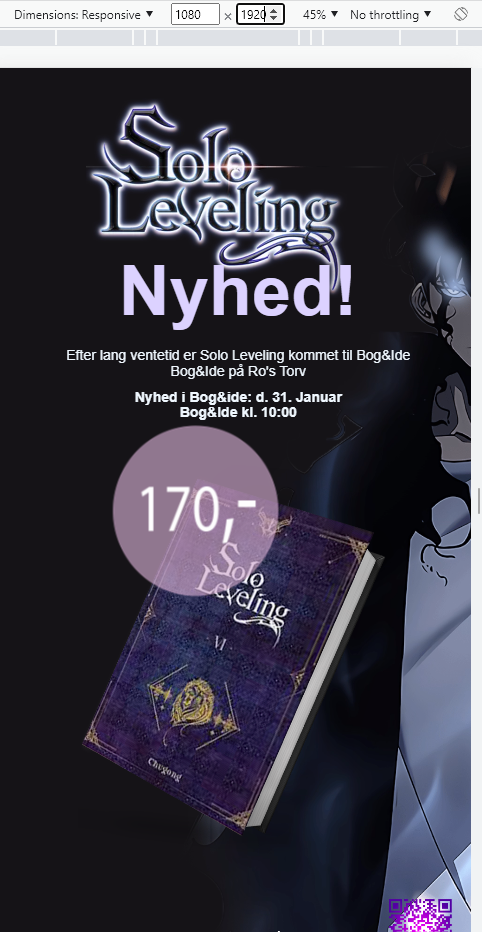 Dimensions: Responsive ▼ 1080 × 1920 45% ▼ No throttling ▼
Solo
Leveling
Nyhed!
Efter lang ventetid er Solo Leveling kommet til Bog&Ide
Bog&Ide på Ro's Torv
Nyhed i Bog&ide: d. 31. Januar
Bog&Ide kl. 10:00
170,-
Solo
Leveling
VI
Chugong